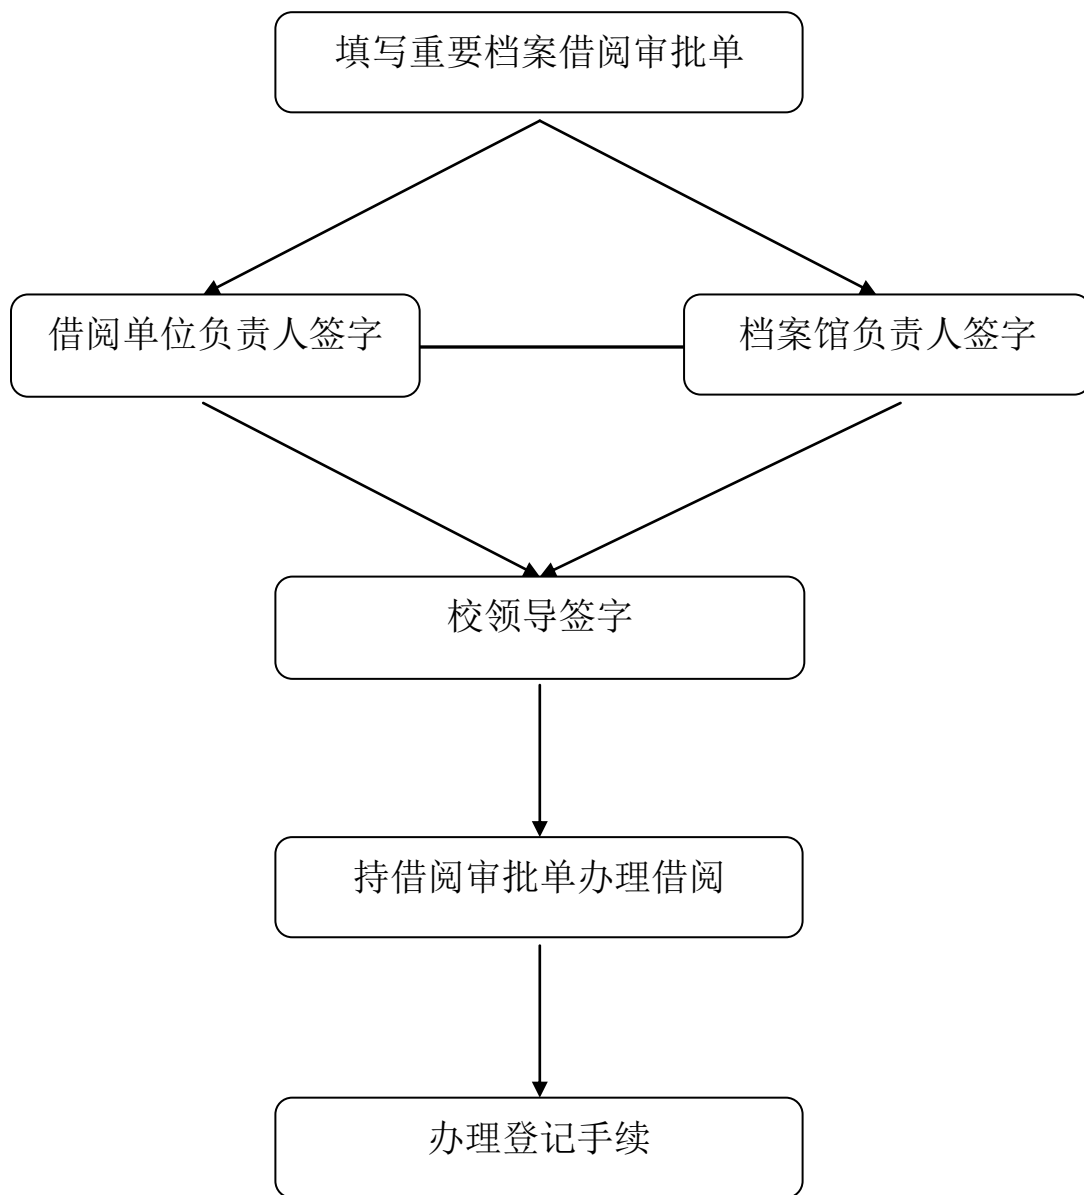 填写重要档案借阅审批单
借阅单位负责人签字
档案馆负责人签字
校领导签字
持借阅审批单办理借阅
办理登记手续